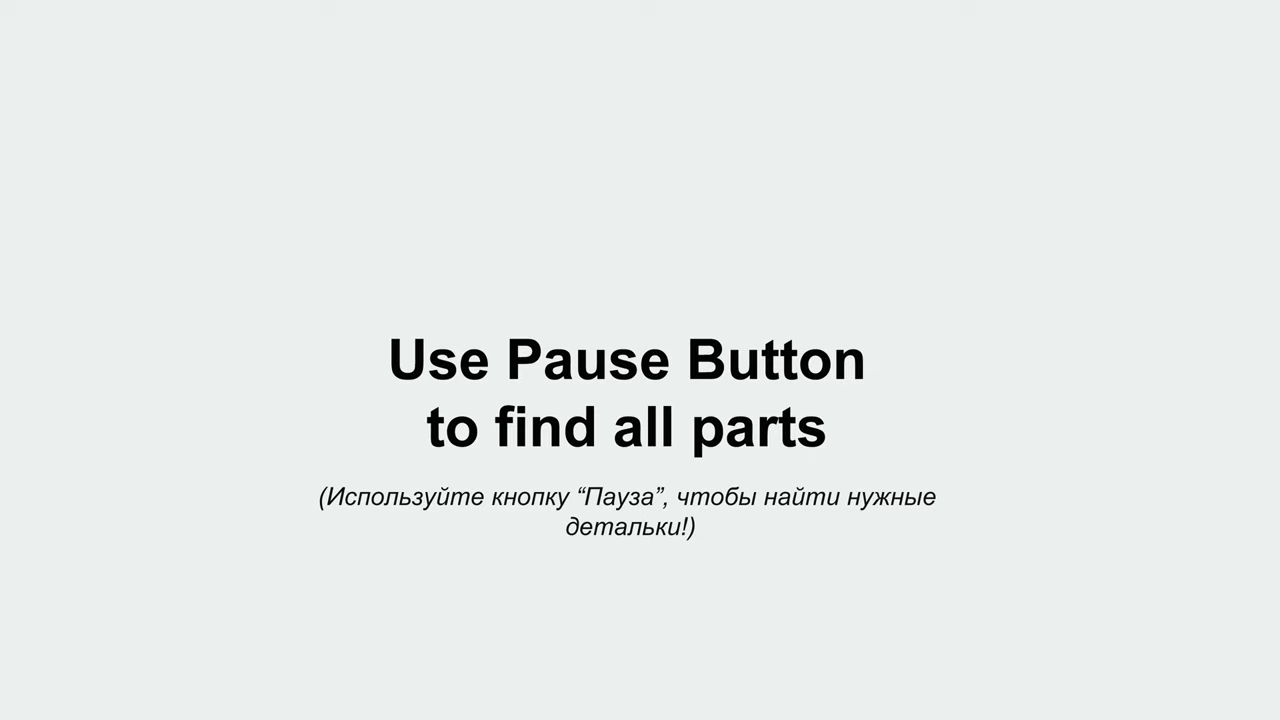 Use Pause Button
to find all parts
(Используйте кнопку “Пауза”, чтобы найти нужные
детальки!)